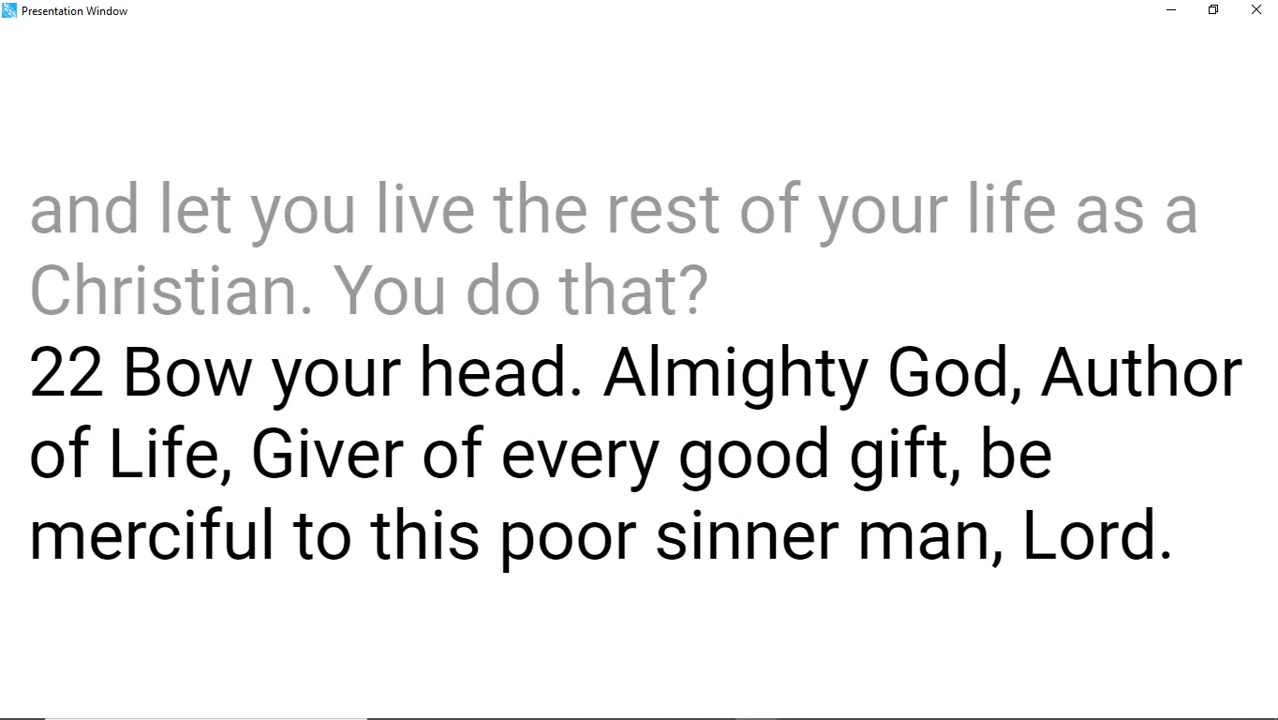 Presentation Window
and let you live the rest of your life as a
Christian. You do that?
22 Bow your head. Almighty God, Author
of Life, Giver of every good gift, be
merciful to this poor sinner man, Lord.